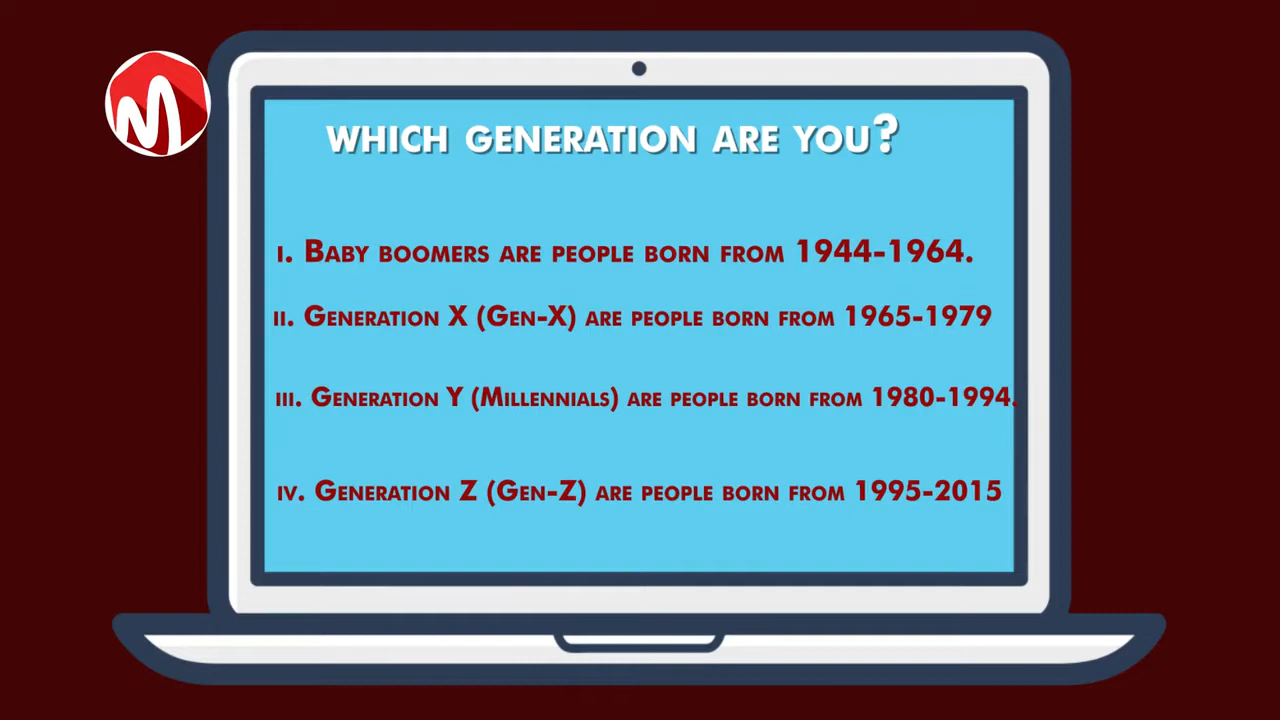 WHICH GENERATION ARE YOU?
I. BABY BOOMERS ARE PEOPLE BORN FROM 1944-1964.
II. GENERATION X (GEN-X) ARE PEOPLE BORN FROM 1965-1979
III. GENERATION Y (MILLENNIALS) ARE PEOPLE BORN FROM 1980-1994.
IV. GENERATION Z (GEN-Z) ARE PEOPLE BORN FROM 1995-2015